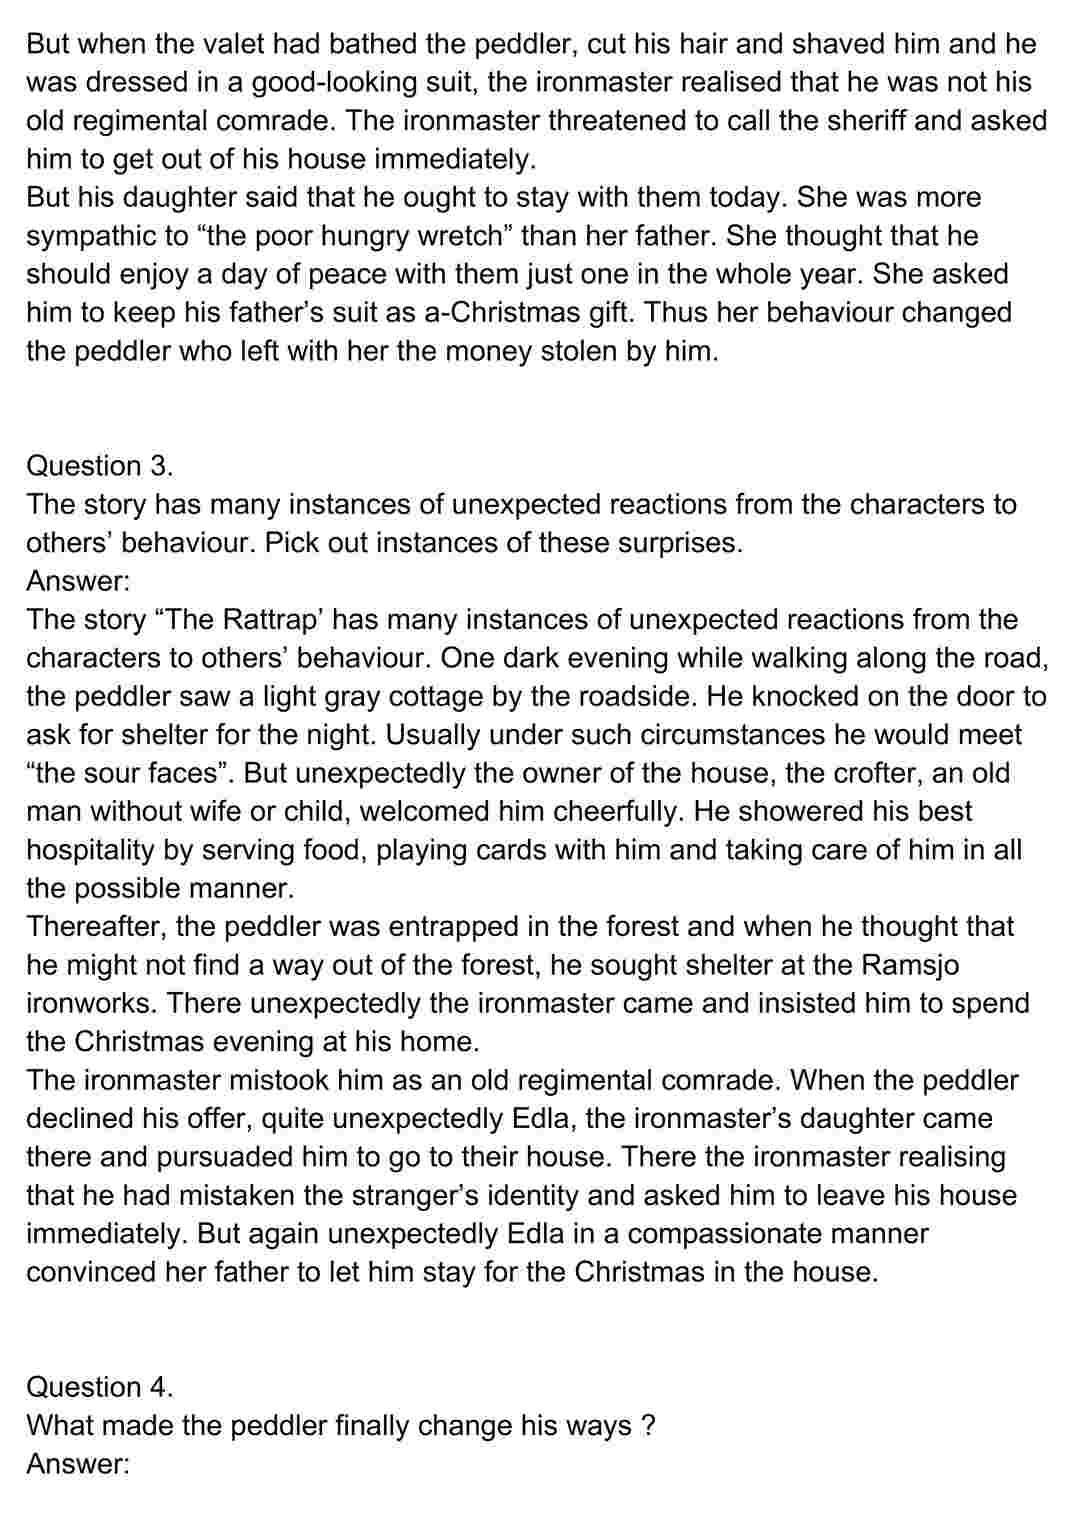 But when the valet had bathed the peddler, cut his hair and shaved him and he
was dressed in a good-looking suit, the ironmaster realised that he was not his
old regimental comrade. The ironmaster threatened to call the sheriff and asked
him to get out of his house immediately.
But his daughter said that he ought to stay with them today. She was more
sympathic to “the poor hungry wretch” than her father. She thought that he
should enjoy a day of peace with them just one in the whole year. She asked
him to keep his father’s suit as a-Christmas gift. Thus her behaviour changed
the peddler who left with her the money stolen by him.
Question 3.
The story has many instances of unexpected reactions from the characters to
others’ behaviour. Pick out instances of these surprises.
Answer:
The story “The Rattrap’ has many instances of unexpected reactions from the
characters to others’ behaviour. One dark evening while walking along the road,
the peddler saw a light gray cottage by the roadside. He knocked on the door to
ask for shelter for the night. Usually under such circumstances he would meet
“the sour faces”. But unexpectedly the owner of the house, the crofter, an old
man without wife or child, welcomed him cheerfully. He showered his best
hospitality by serving food, playing cards with him and taking care of him in all
the possible manner.
Thereafter, the peddler was entrapped in the forest and when he thought that
he might not find a way out of the forest, he sought shelter at the Ramsjo
ironworks. There unexpectedly the ironmaster came and insisted him to spend
the Christmas evening at his home.
The ironmaster mistook him as an old regimental comrade. When the peddler
declined his offer, quite unexpectedly Edla, the ironmaster’s daughter came
there and pursuaded him to go to their house. There the ironmaster realising
that he had mistaken the stranger’s identity and asked him to leave his house
immediately. But again unexpectedly Edla in a compassionate manner
convinced her father to let him stay for the Christmas in the house.
Question 4.
What made the peddler finally change his ways ?
Answer: